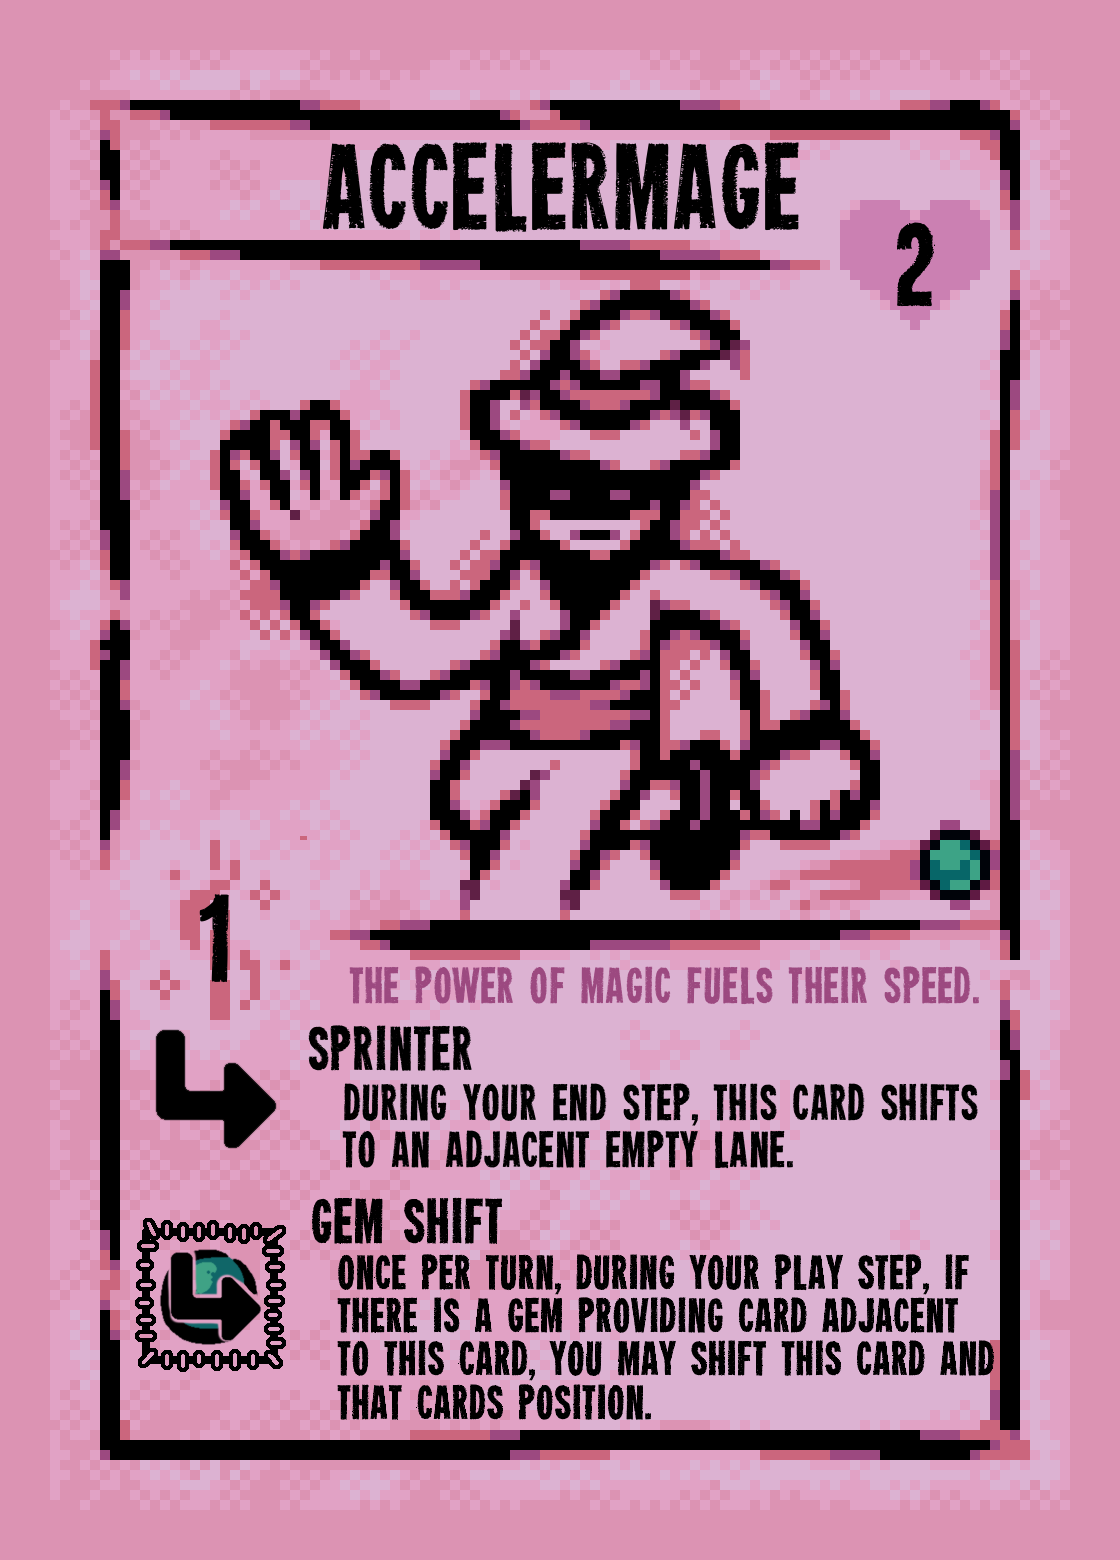 ACCELERMAGE
2
1
THE POWER OF MAGIC FUELS THEIR SPEED.
SPRINTER
DURING YOUR END STEP, THIS CARD SHIFTS
TO AN ADJACENT EMPTY LANE.
GEM SHIFT
ONCE PER TURN, DURING YOUR PLAY STEP, IF
THERE IS A GEM PROVIDING CARD ADJACENT
TO THIS CARD, YOU MAY SHIFT THIS CARD AND
THAT CARDS POSITION.